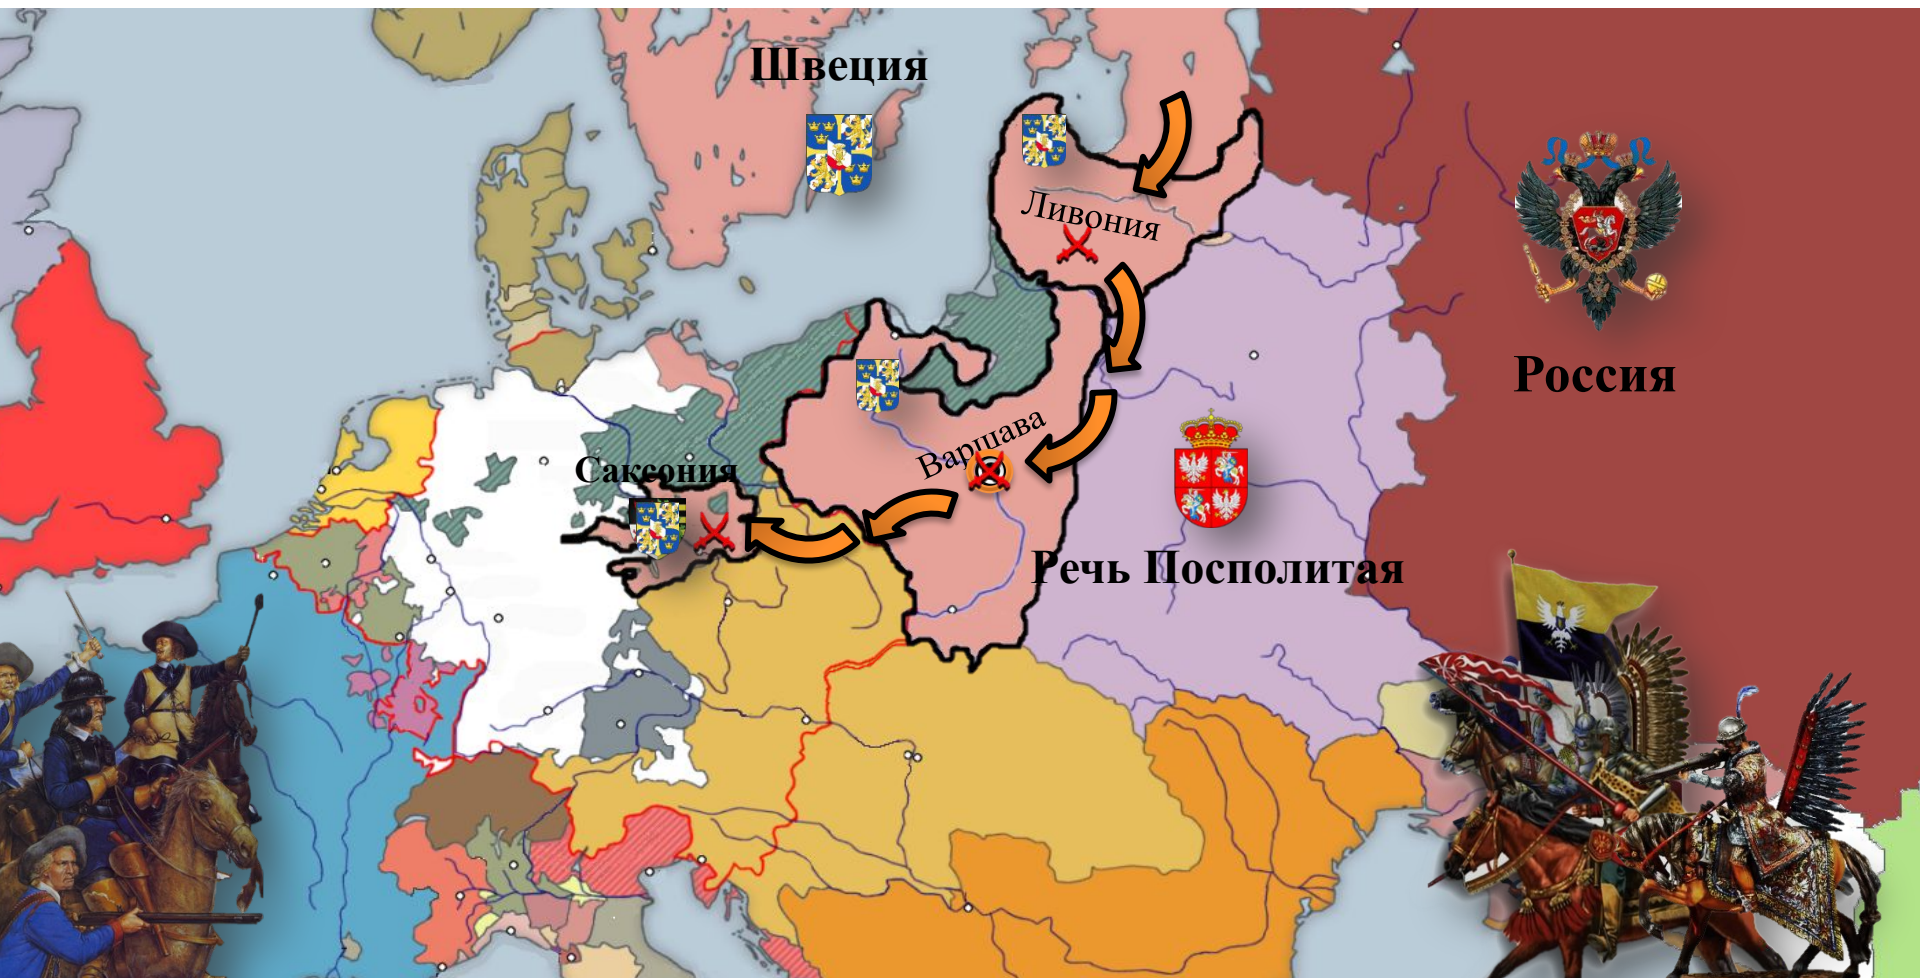 Швеция
Ливония
Россия
Варшава
Саксония
Речь Посполитая